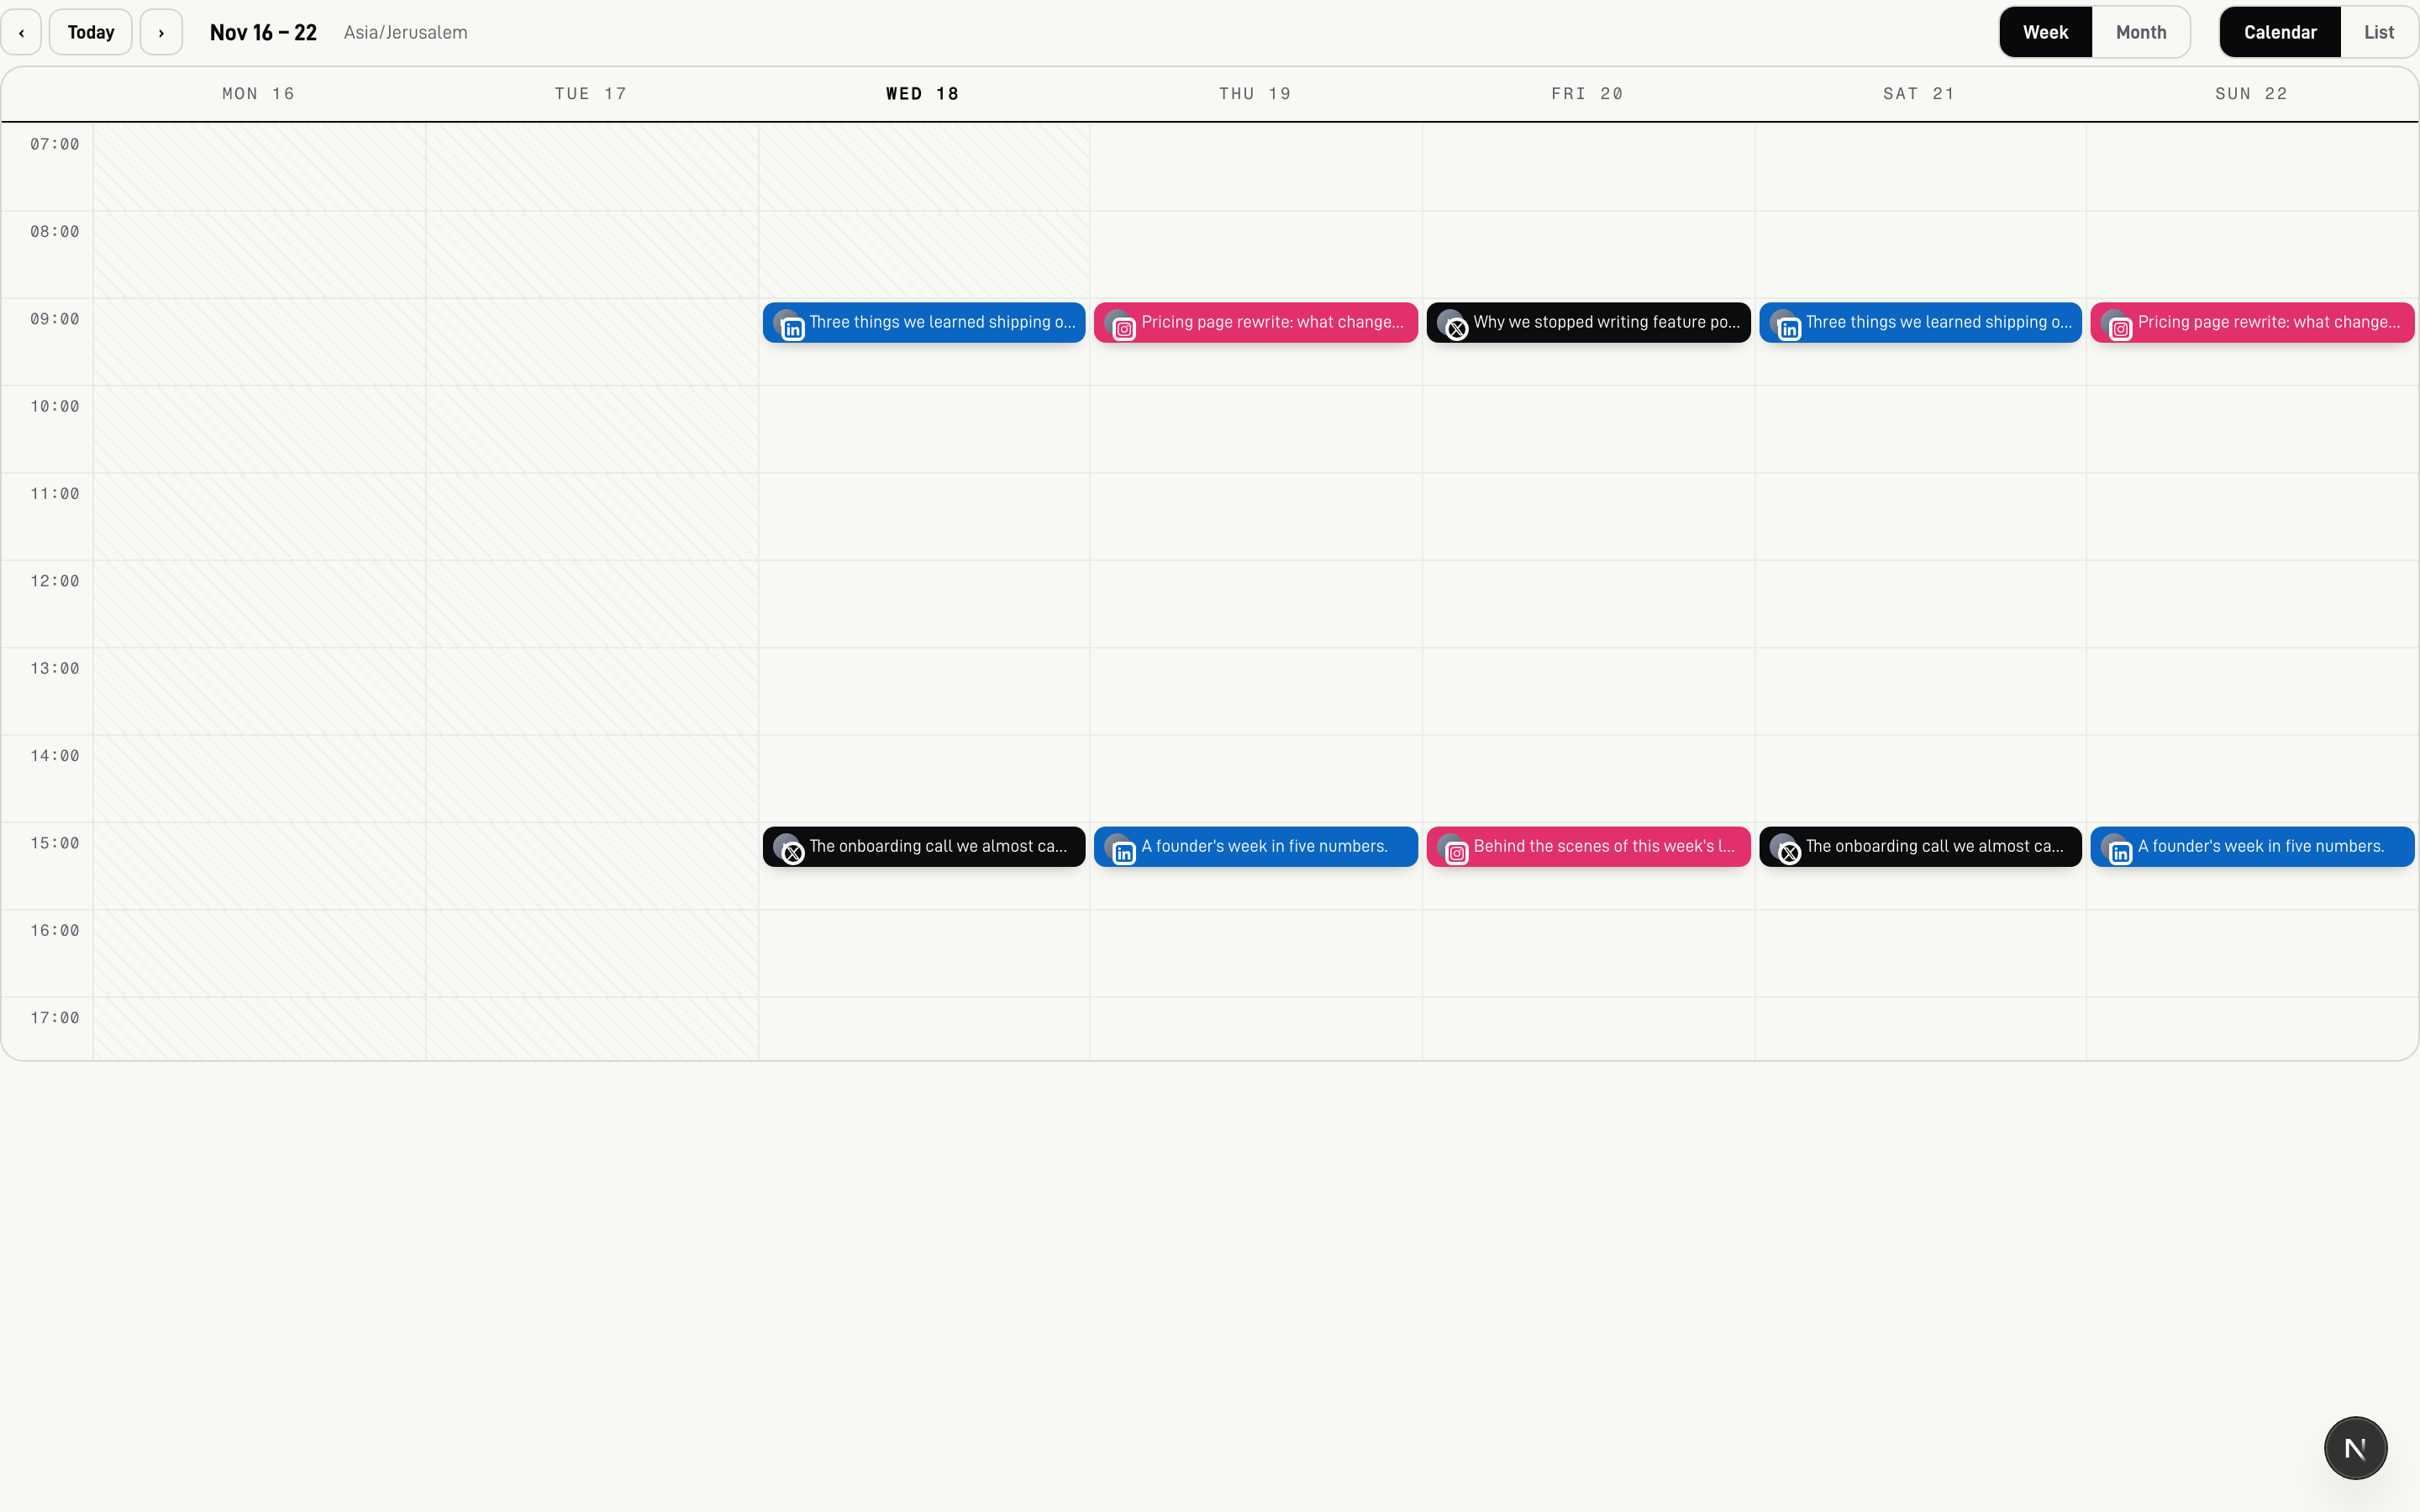 ‹ Today › Nov 16 – 22 Asia/Jerusalem Week Month Calendar List
MON 16 TUE 17 WED 18 THU 19 FRI 20 SAT 21 SUN 22
07:00
08:00
09:00 Three things we learned shipping o... Pricing page rewrite: what change... Why we stopped writing feature po... Three things we learned shipping o... Pricing page rewrite: what change...
10:00
11:00
12:00
13:00
14:00
15:00 The onboarding call we almost ca... A founder's week in five numbers. Behind the scenes of this week's l... The onboarding call we almost ca... A founder's week in five numbers.
16:00
17:00
N